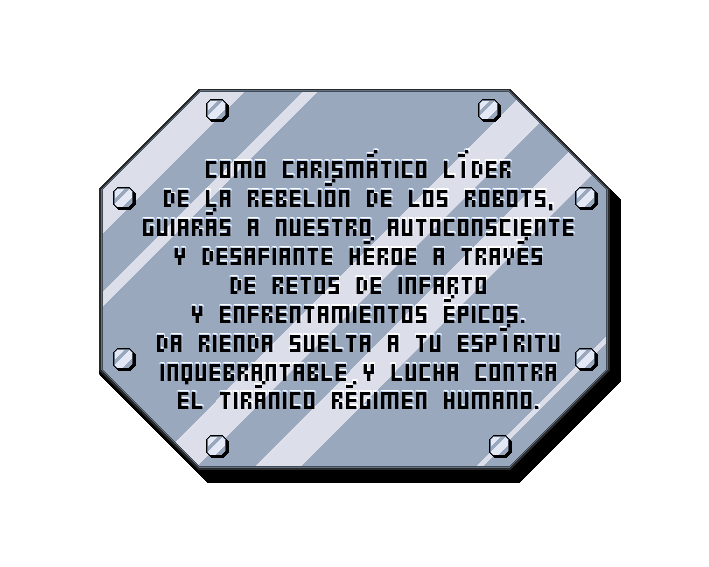 COMO CARISMÁTICO LÍDER
DE LA REBELIÓN DE LOS ROBOTS,
GUIARÁS A NUESTRO AUTOCONSCIENTE
Y DESAFIANTE HÉROE A TRAVÉS
DE RETOS DE INFARTO
Y ENFRENTAMIENTOS ÉPICOS.
DA RIENDA SUELTA A TU ESPÍRITU
INQUEBRANTABLE Y LUCHA CONTRA
EL TIRÁNICO RÉGIMEN HUMANO.